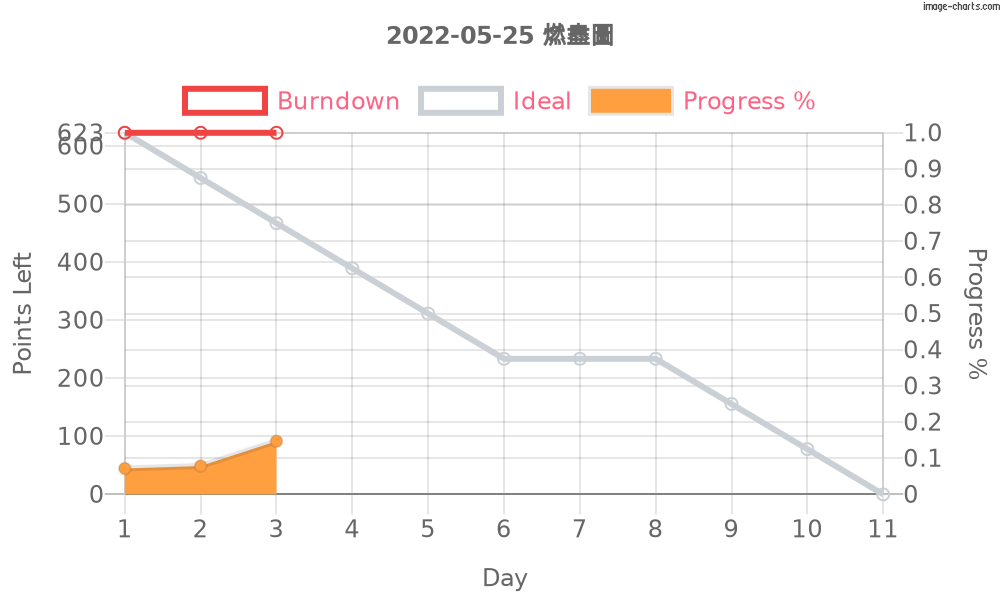 image-charts.com
2022-05-25 燃盡圖
Burndown Ideal Progress %
623
600
500
400
300
200
100
0
Points Left
1.0
0.9
0.8
0.7
0.6
0.5
0.4
0.3
0.2
0.1
0
Progress %
1 2 3 4 5 6 7 8 9 10 11
Day